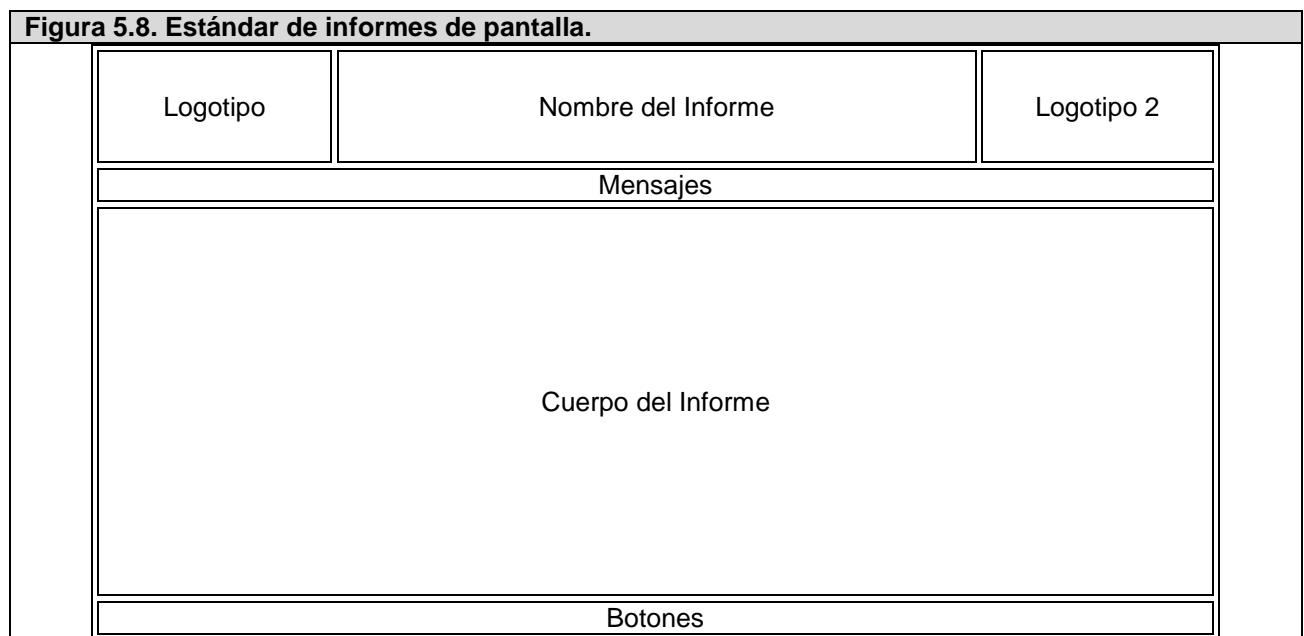 Figura 5.8. Estándar de informes de pantalla.
Logotipo Nombre del Informe Logotipo 2
Mensajes
Cuerpo del Informe
Botones